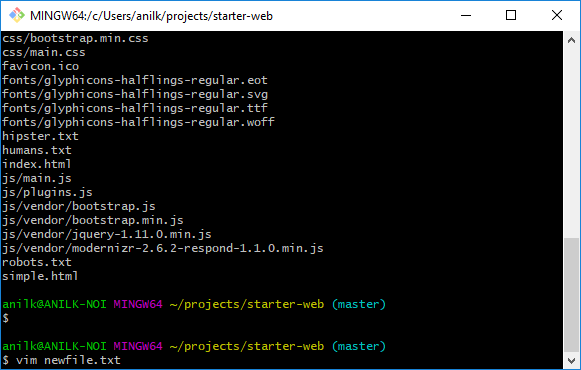 MINGW64:/c/Users/anilk/projects/starter-web
css/bootstrap.min.css
css/main.css
favicon.ico
fonts/glyphicons-halflings-regular.eot
fonts/glyphicons-halflings-regular.svg
fonts/glyphicons-halflings-regular.ttf
fonts/glyphicons-halflings-regular.woff
hipster.txt
humans.txt
index.html
js/main.js
js/plugins.js
js/vendor/bootstrap.js
js/vendor/bootstrap.min.js
js/vendor/jquery-1.11.0.min.js
js/vendor/modernizr-2.6.2-respond-1.1.0.min.js
robots.txt
simple.html
anilk@ANILK-NOI MINGW64 ~/projects/starter-web (master)
$
anilk@ANILK-NOI MINGW64 ~/projects/starter-web (master)
$ vim newfile.txt